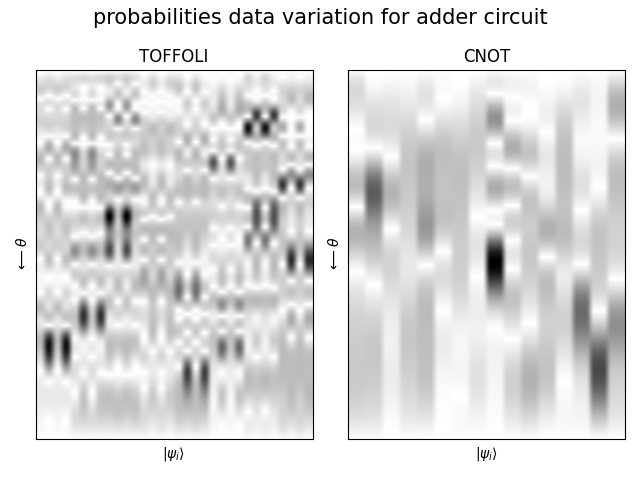 probabilities data variation for adder circuit
TOFFOLI
CNOT
⟵ θ
⟵ θ
|ψᵢ⟩
|ψᵢ⟩